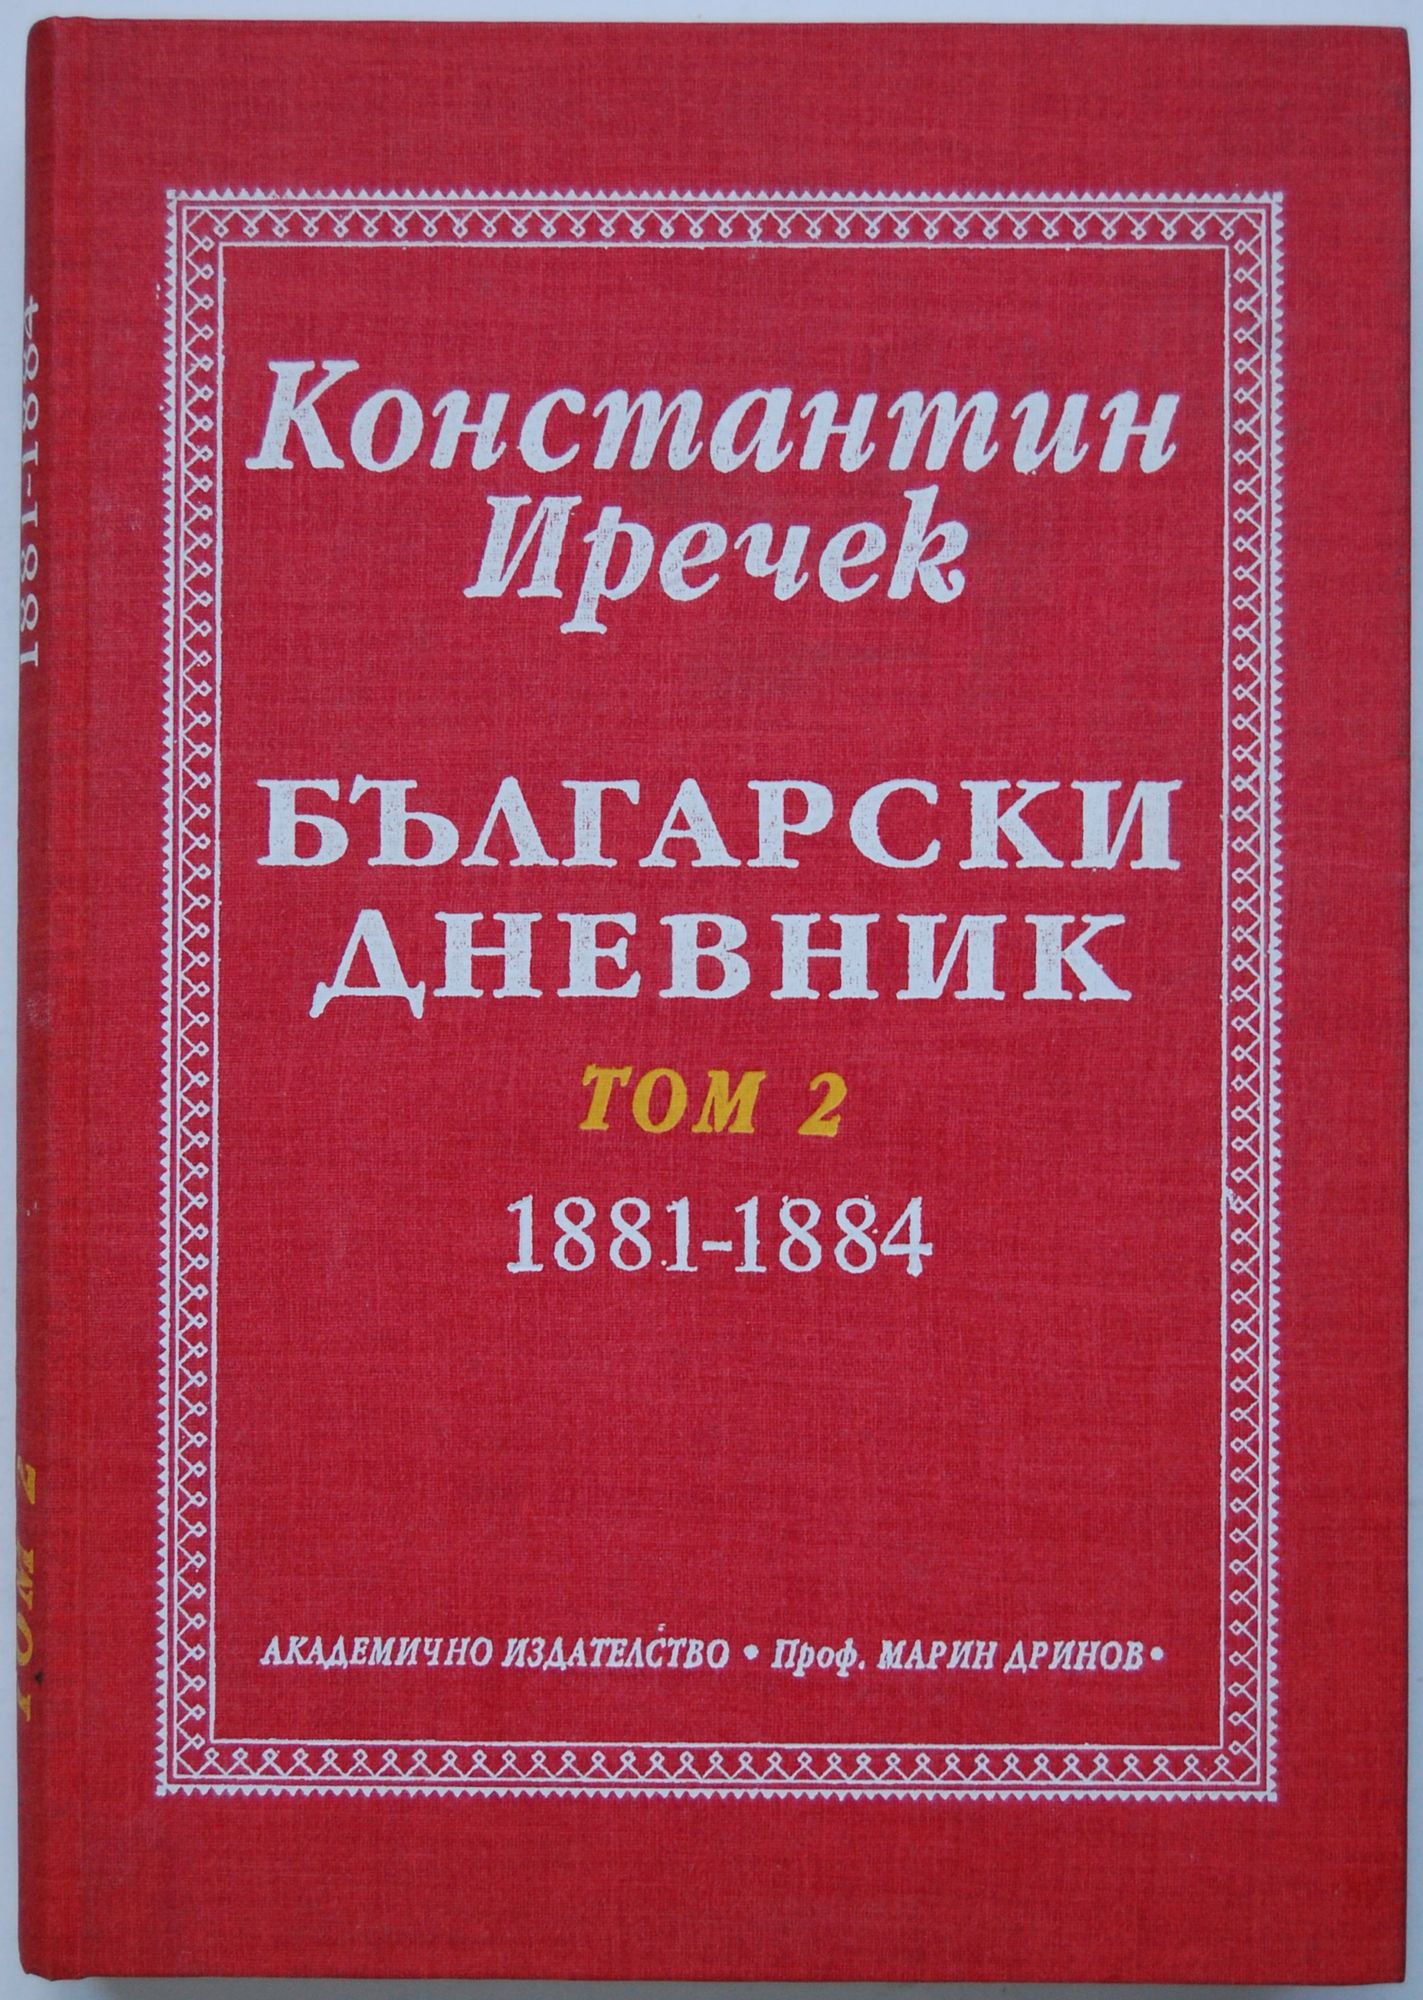 Константин
Иречек
БЪЛГАРСКИ
ДНЕВНИК
ТОМ 2
1881-1884
АКАДЕМИЧНО ИЗДАТЕЛСТВО • Проф. МАРИН ДРИНОВ •
1881-1884
ТОМ 2